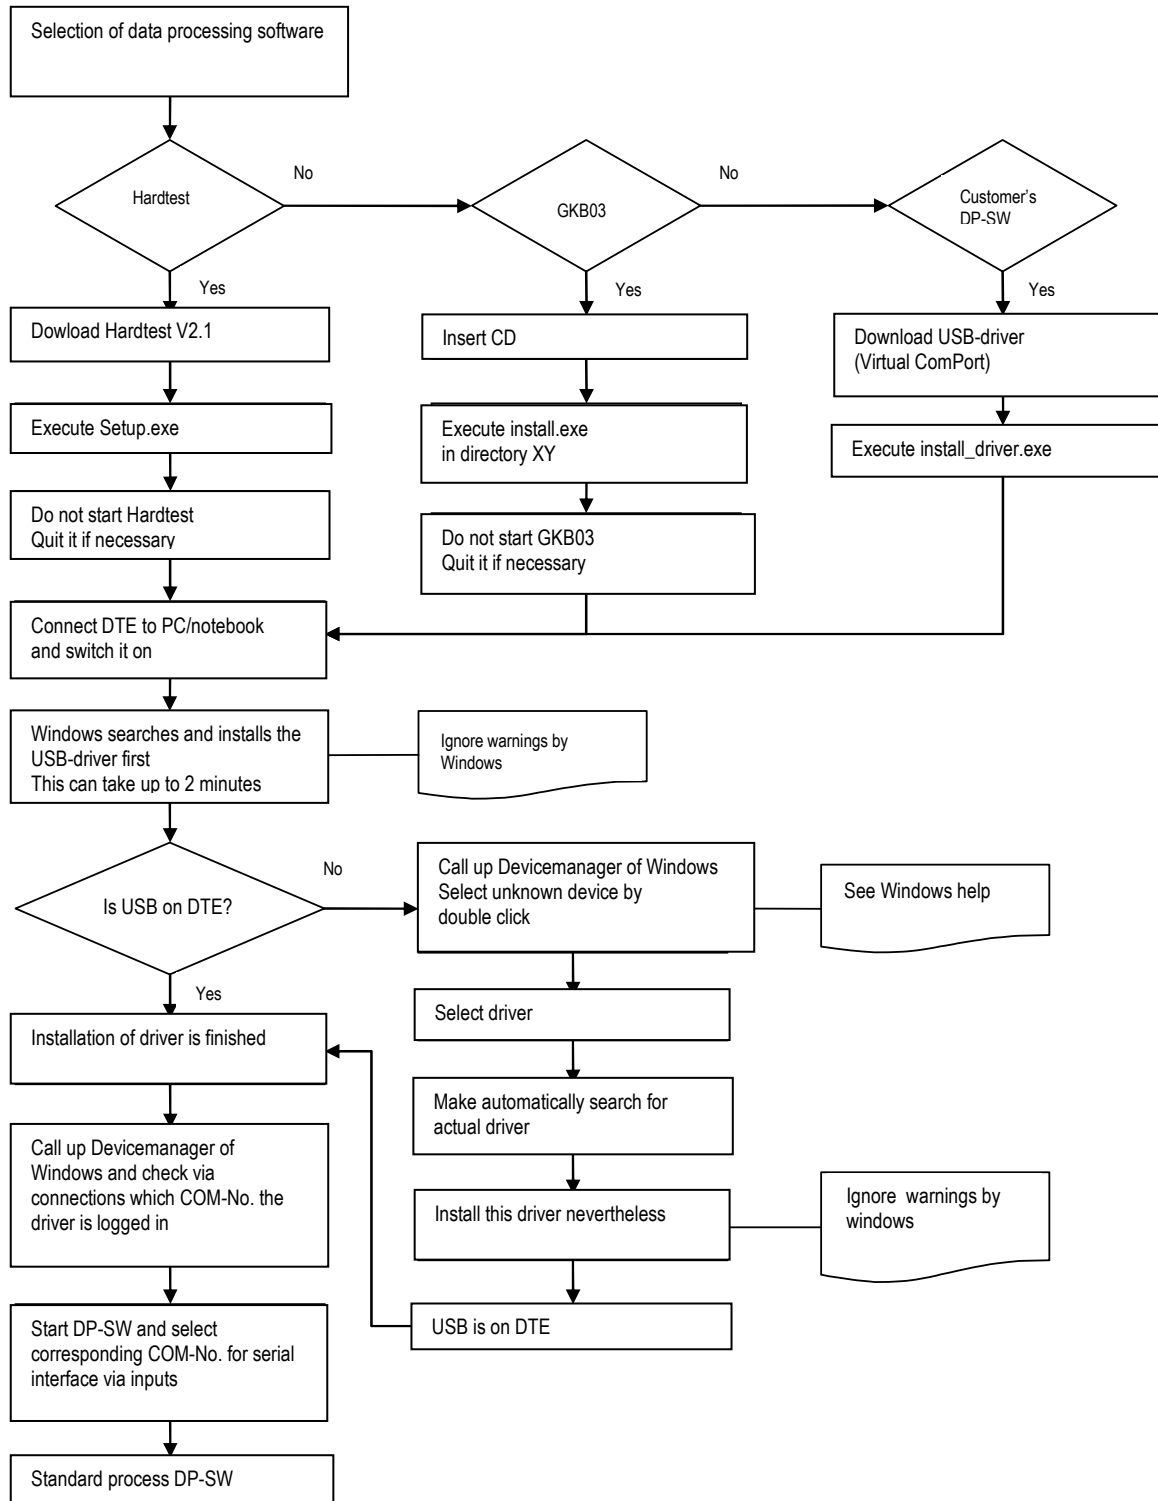 Selection of data processing software
Hardtest
No
GKB03
No
Customer's
DP-SW
Yes
Yes
Yes
Dowload Hardtest V2.1
Insert CD
Download USB-driver
(Virtual ComPort)
Execute Setup.exe
Execute install.exe
in directory XY
Execute install_driver.exe
Do not start Hardtest
Quit it if necessary
Do not start GKB03
Quit it if necessary
Connect DTE to PC/notebook
and switch it on
Windows searches and installs the
USB-driver first
This can take up to 2 minutes
Ignore warnings by
Windows
Is USB on DTE?
No
Call up Devicemanager of Windows
Select unknown device by
double click
See Windows help
Yes
Installation of driver is finished
Select driver
Make automatically search for
actual driver
Call up Devicemanager of
Windows and check via
connections which COM-No. the
driver is logged in
Install this driver nevertheless
Ignore  warnings by
windows
USB is on DTE
Start DP-SW and select
corresponding COM-No. for serial
interface via inputs
Standard process DP-SW